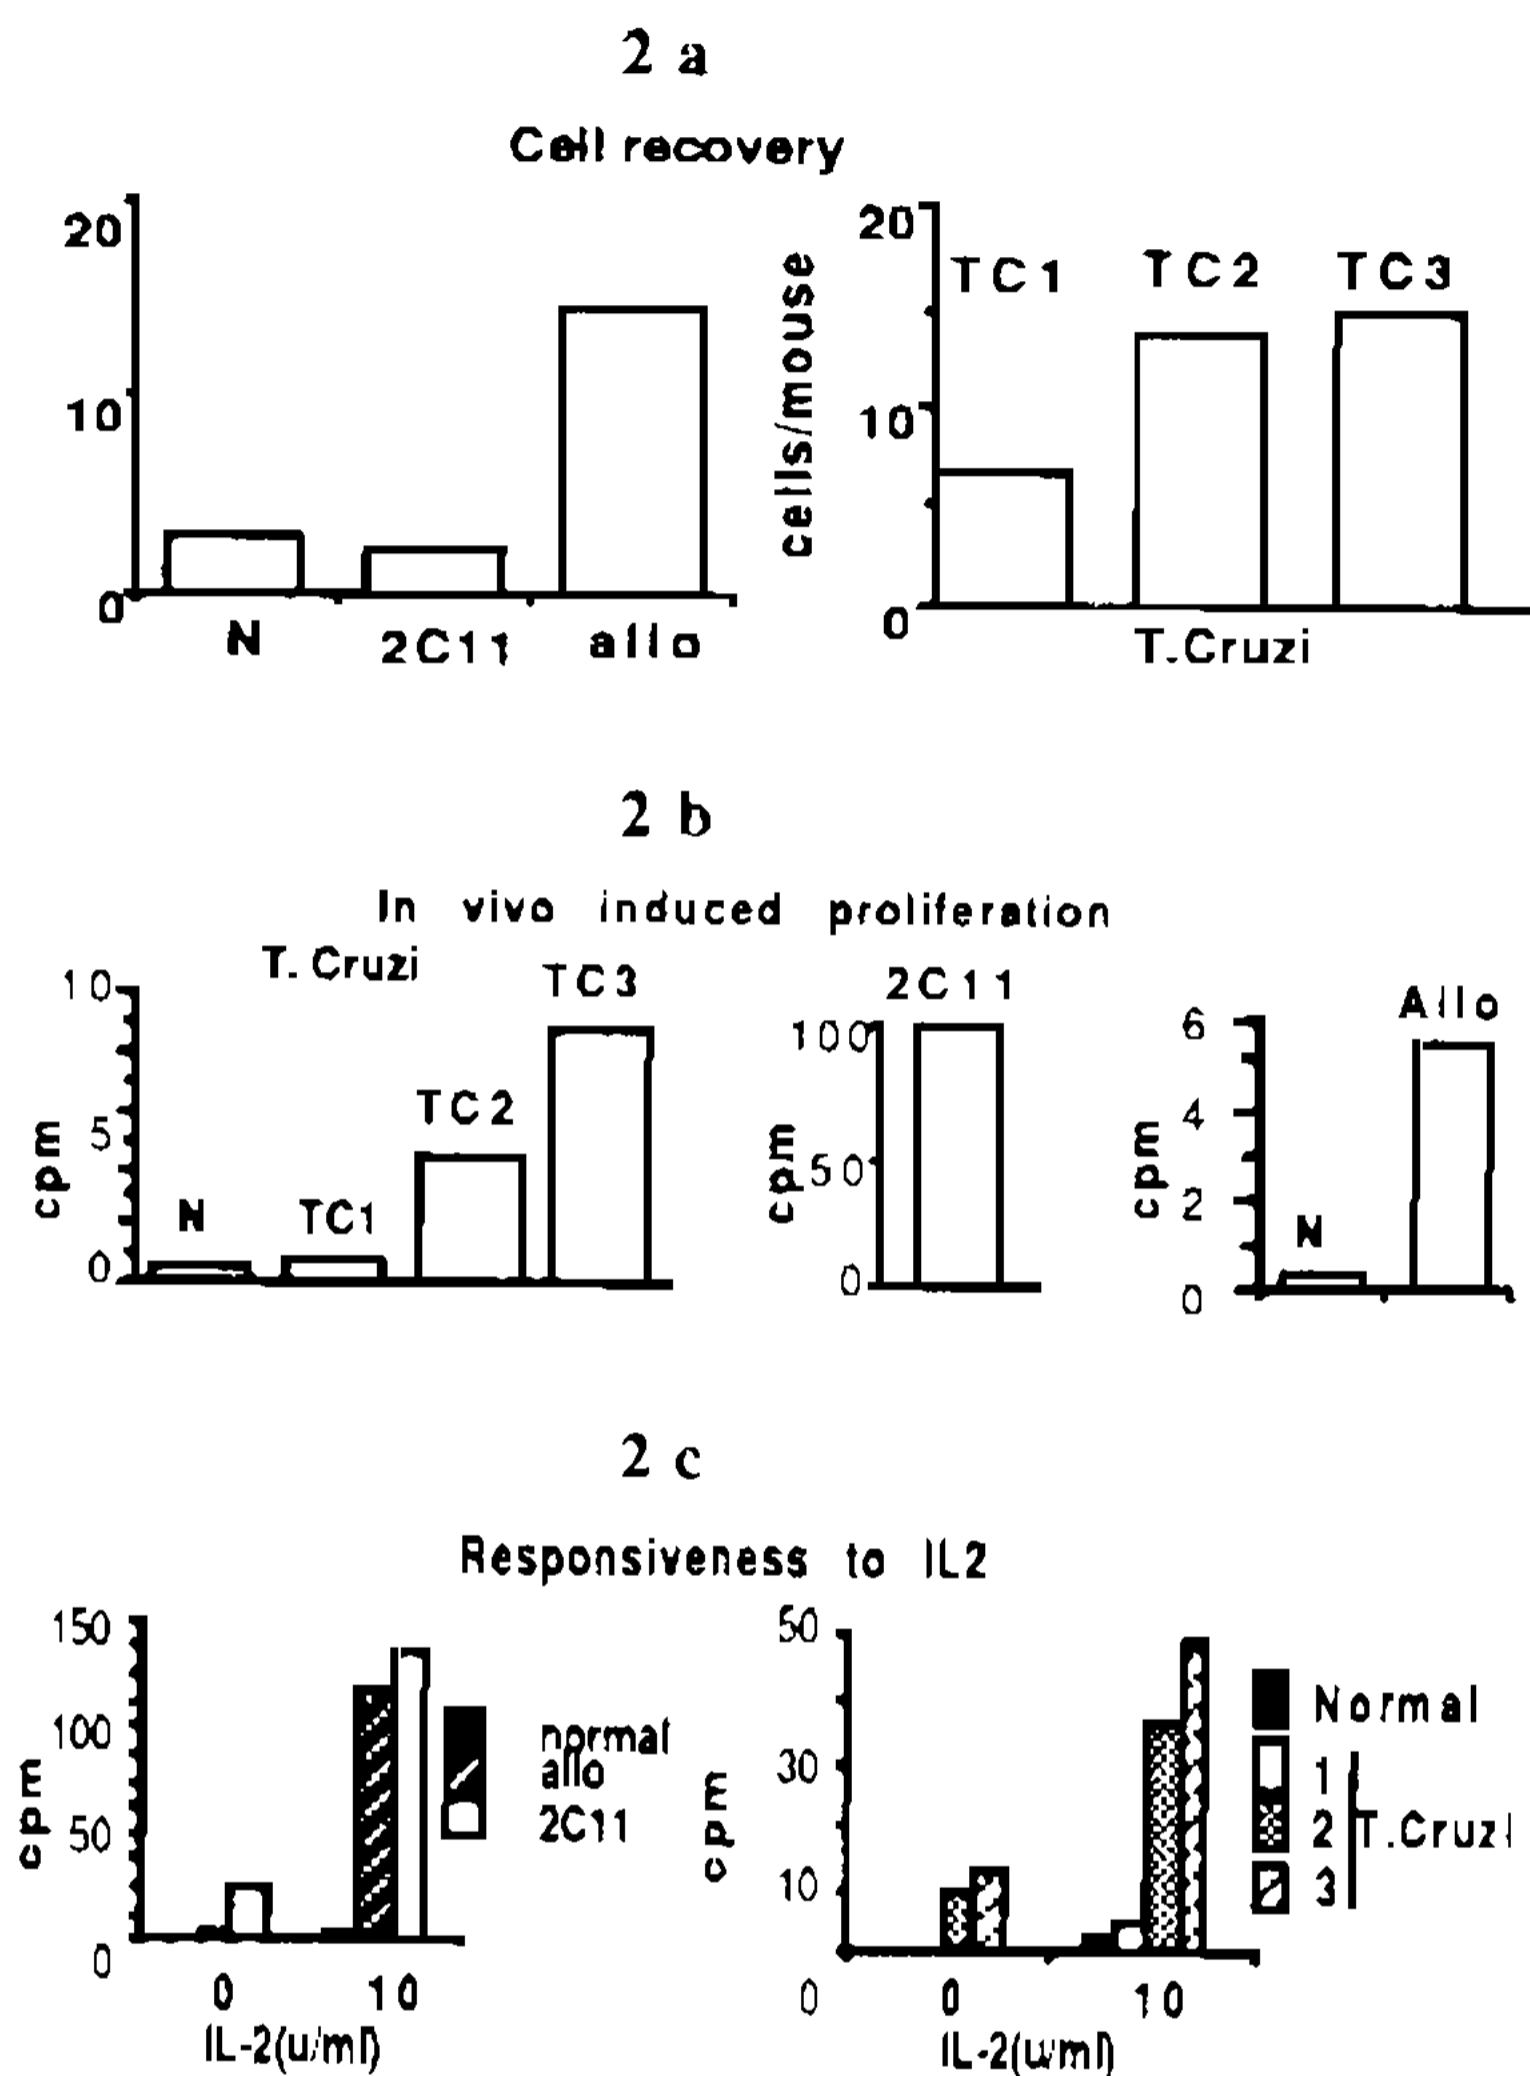 2 a
Cell recovery
20
10
0
N 2C11 allo
cells/mouse
20
10
0
TC1 TC2 TC3
T.Cruzi
2 b
In vivo induced proliferation
T. Cruzi
cpm
10
5
0
N TC1 TC2 TC3
cpm
100
50
0
2C11
cpm
6
4
2
0
N Allo
2 c
Responsiveness to IL2
cpm
150
100
50
0
0 10
IL-2(u/ml)
normal
allo
2C11
cpm
50
30
10
0
0 10
IL-2(u/ml)
Normal
1
2 T.Cruzi
3